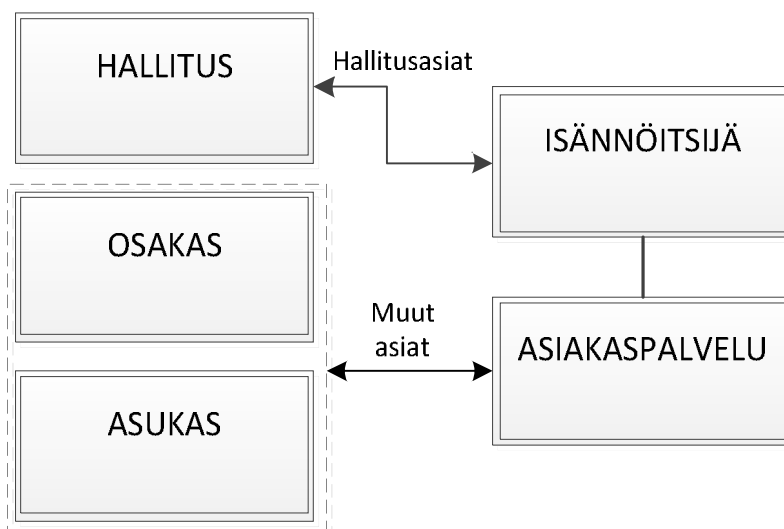 HALLITUS
Hallitusasiat
ISÄNNÖITSIJÄ
OSAKAS
Muut
asiat
ASIAKASPALVELU
ASUKAS